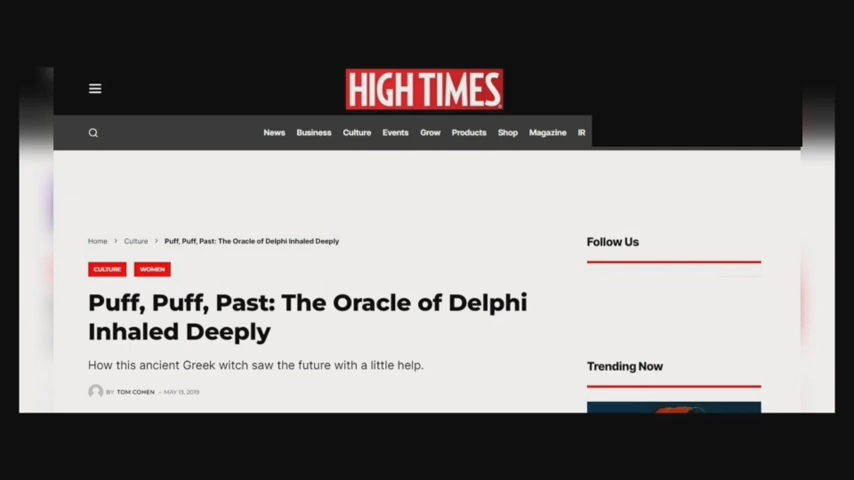 HIGH TIMES
News Business Culture Events Grow Products Shop Magazine IR
Home > Culture > Puff, Puff, Past: The Oracle of Delphi Inhaled Deeply
CULTURE WOMEN
Puff, Puff, Past: The Oracle of Delphi
Inhaled Deeply
How this ancient Greek witch saw the future with a little help.
BY TOM COHEN - MAY 13, 2019
Follow Us
Trending Now